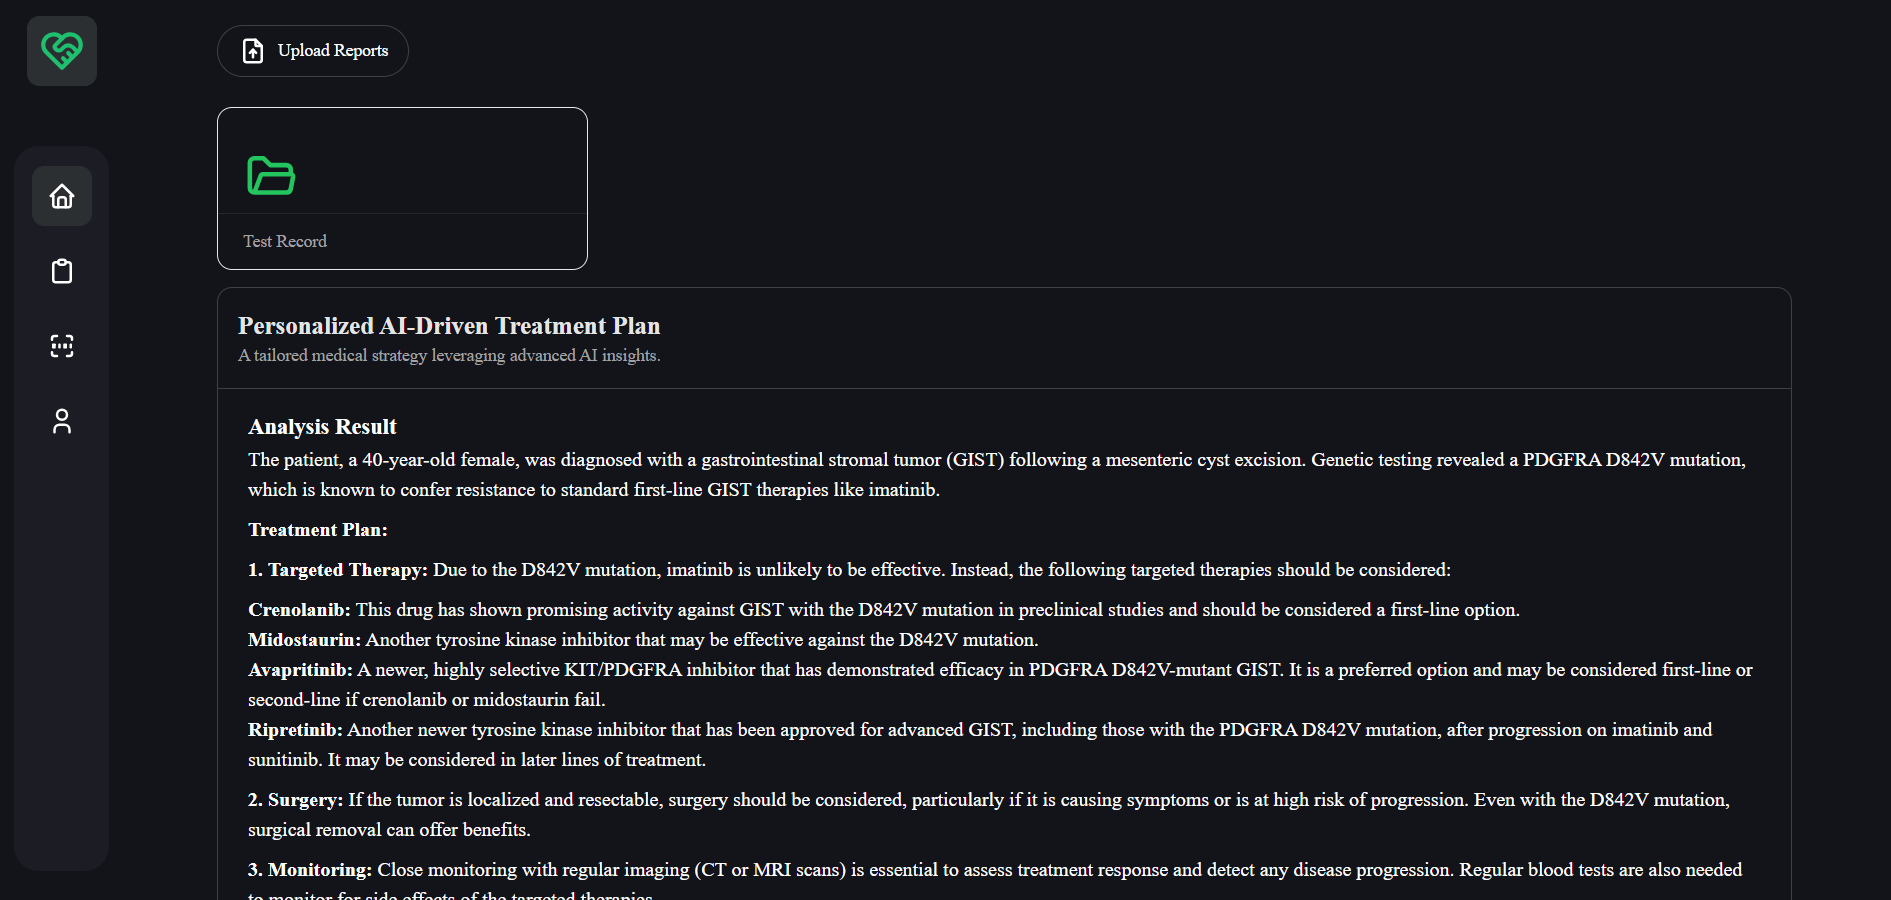 Upload Reports
Test Record
Personalized AI-Driven Treatment Plan
A tailored medical strategy leveraging advanced AI insights.
Analysis Result
The patient, a 40-year-old female, was diagnosed with a gastrointestinal stromal tumor (GIST) following a mesenteric cyst excision. Genetic testing revealed a PDGFRA D842V mutation,
which is known to confer resistance to standard first-line GIST therapies like imatinib.
Treatment Plan:
1. Targeted Therapy: Due to the D842V mutation, imatinib is unlikely to be effective. Instead, the following targeted therapies should be considered:
Crenolanib: This drug has shown promising activity against GIST with the D842V mutation in preclinical studies and should be considered a first-line option.
Midostaurin: Another tyrosine kinase inhibitor that may be effective against the D842V mutation.
Avapritinib: A newer, highly selective KIT/PDGFRA inhibitor that has demonstrated efficacy in PDGFRA D842V-mutant GIST. It is a preferred option and may be considered first-line or
second-line if crenolanib or midostaurin fail.
Ripretinib: Another newer tyrosine kinase inhibitor that has been approved for advanced GIST, including those with the PDGFRA D842V mutation, after progression on imatinib and
sunitinib. It may be considered in later lines of treatment.
2. Surgery: If the tumor is localized and resectable, surgery should be considered, particularly if it is causing symptoms or is at high risk of progression. Even with the D842V mutation,
surgical removal can offer benefits.
3. Monitoring: Close monitoring with regular imaging (CT or MRI scans) is essential to assess treatment response and detect any disease progression. Regular blood tests are also needed
to monitor for side effects of the targeted therapies.